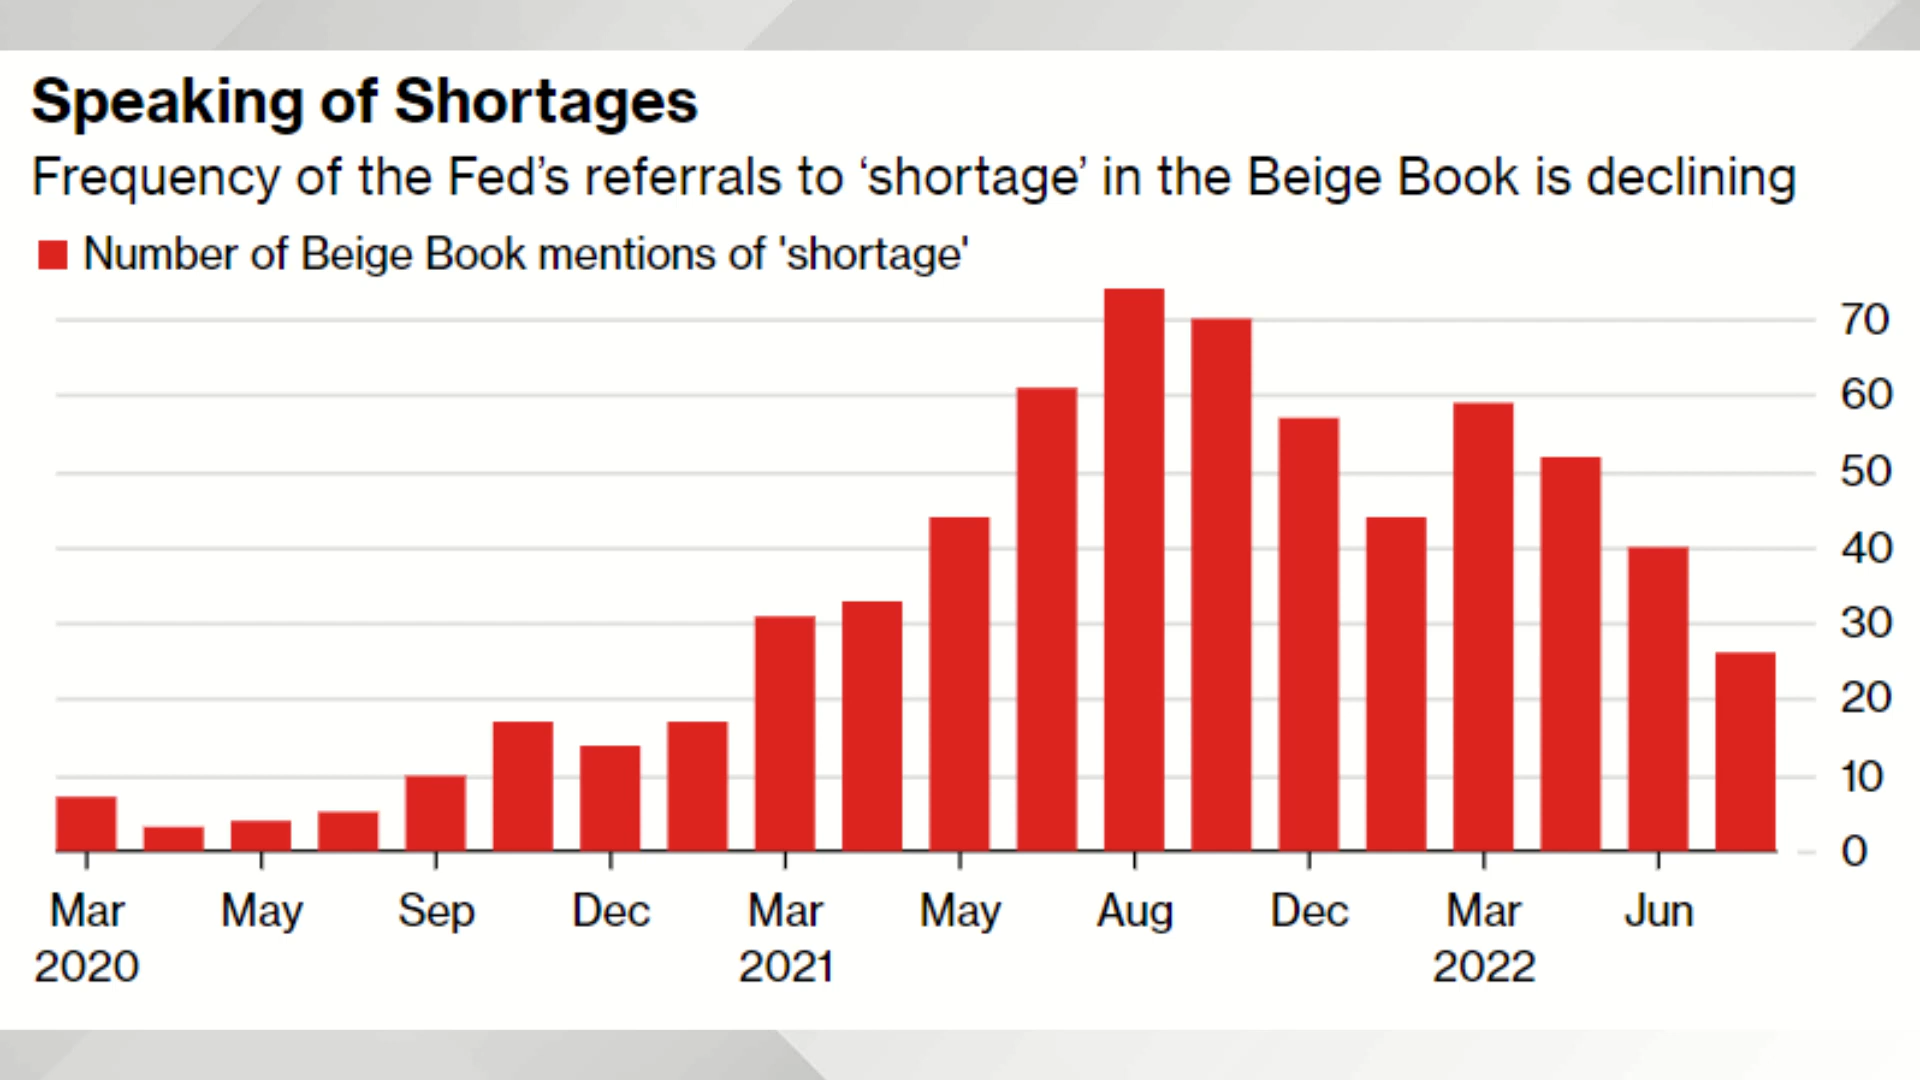 Speaking of Shortages
Frequency of the Fed’s referrals to ‘shortage’ in the Beige Book is declining
Number of Beige Book mentions of 'shortage'
70
60
50
40
30
20
10
0
Mar May Sep Dec Mar May Aug Dec Mar Jun
2020 2021 2022